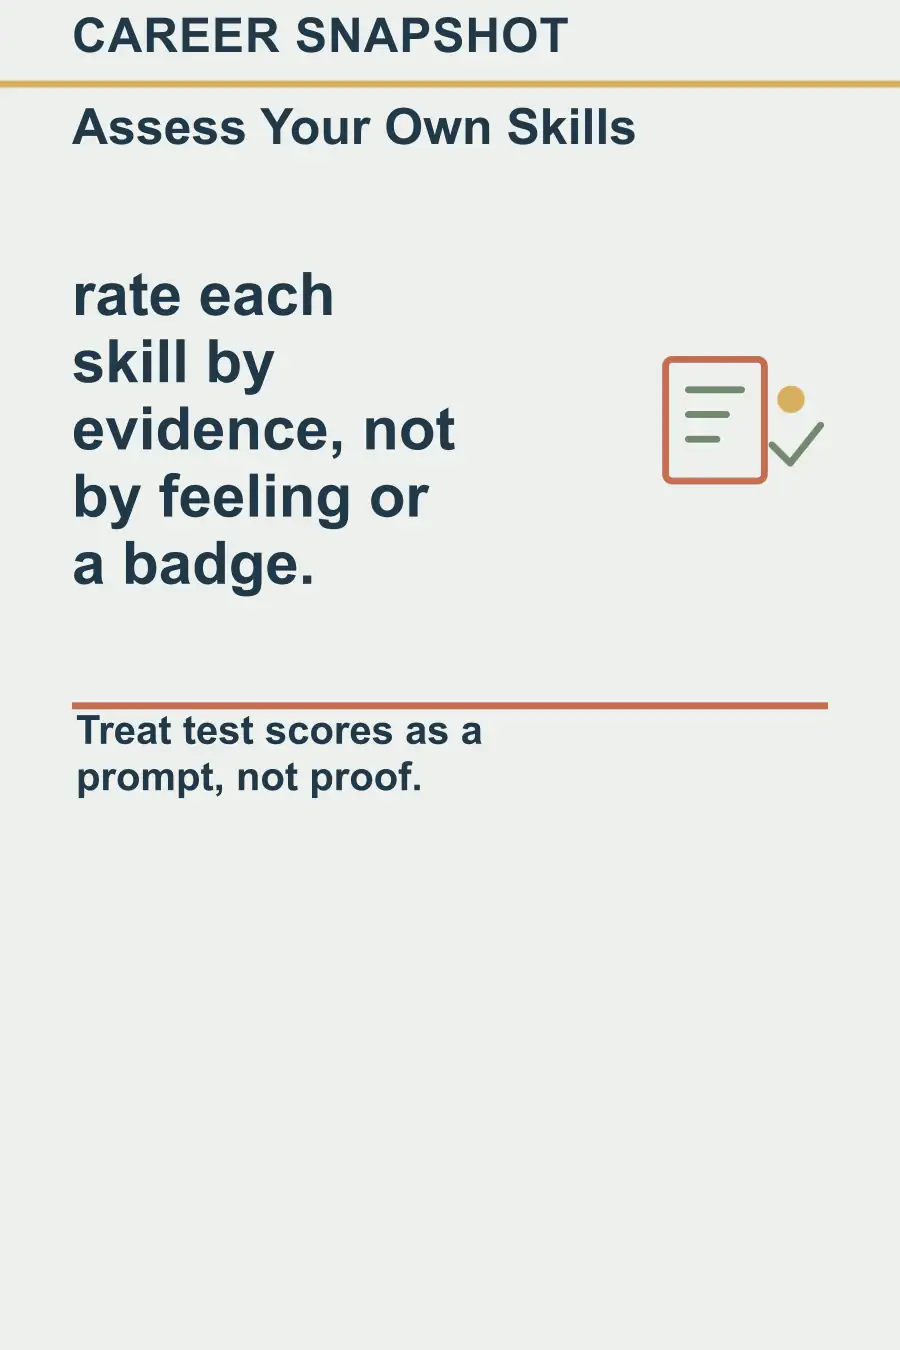 CAREER SNAPSHOT
Assess Your Own Skills
rate each
skill by
evidence, not
by feeling or
a badge.
Treat test scores as a
prompt, not proof.